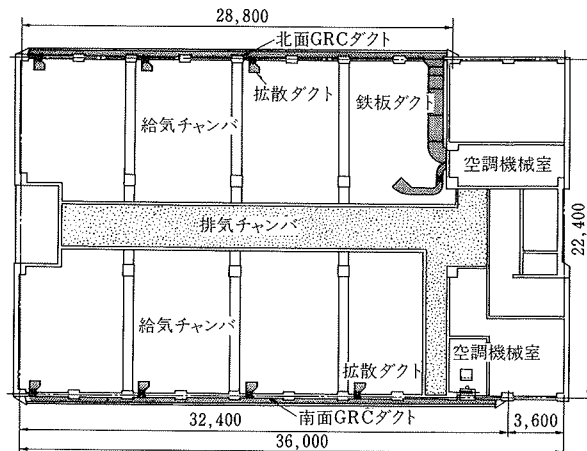 28,800
北面GRCダクト
拡散ダクト
鉄板ダクト
給気チャンバ
空調機械室
排気チャンバ
22,400
給気チャンバ
空調機械室
拡散ダクト
南面GRCダクト
32,400
3,600
36,000